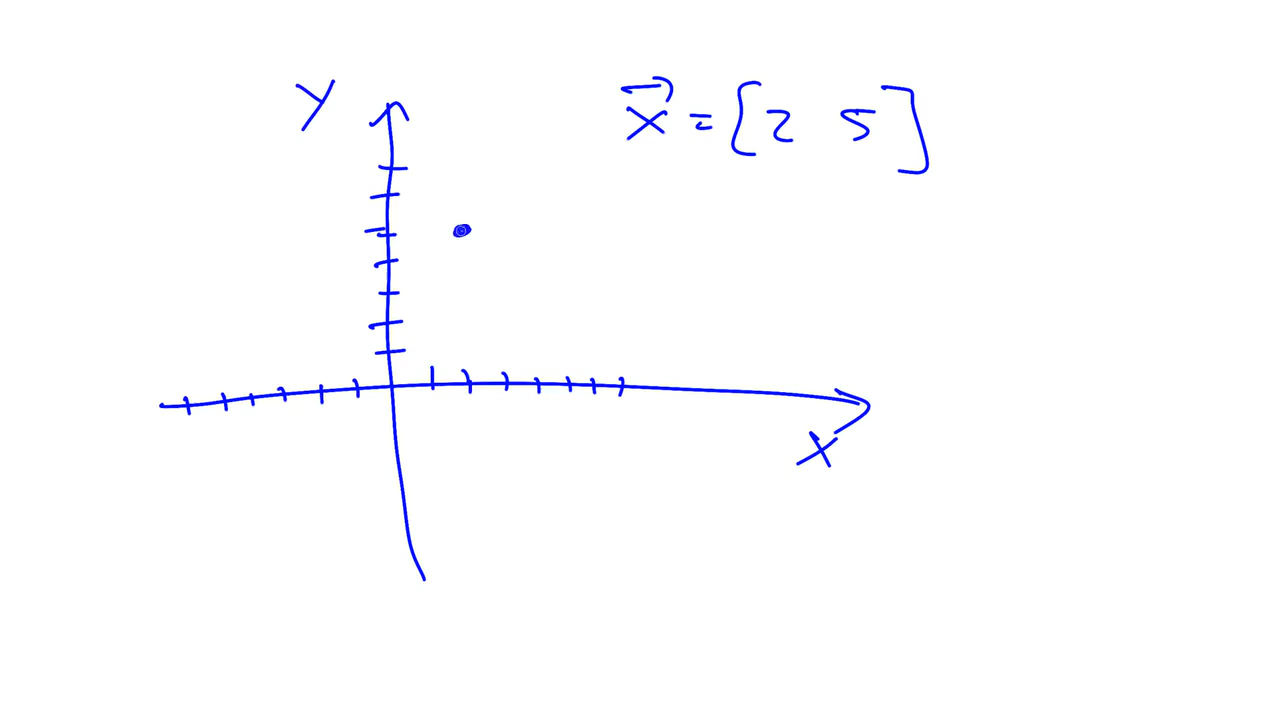 Y
x⃗ = [2 5]
X